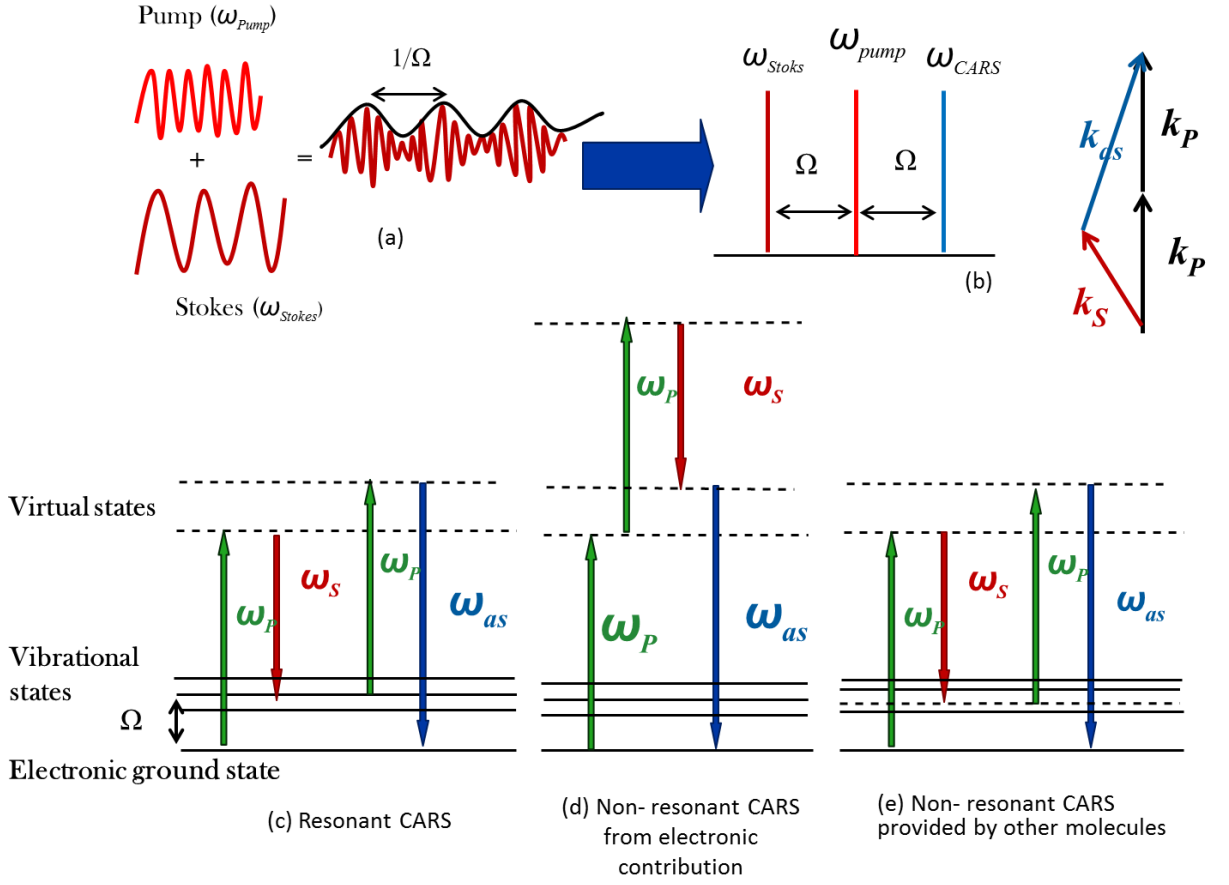 Pump (ω_Pump)
+
=
Stokes (ω_Stokes)
1/Ω
(a)
ω_Stoks
ω_pump
ω_CARS
Ω
Ω
(b)
k_as
k_P
k_P
k_S
Virtual states
Vibrational
states
Ω
Electronic ground state
ω_P
ω_S
ω_P
ω_as
(c) Resonant CARS
ω_P
ω_S
ω_P
ω_as
(d) Non- resonant CARS
from electronic
contribution
ω_P
ω_S
ω_P
ω_as
(e) Non- resonant CARS
provided by other molecules